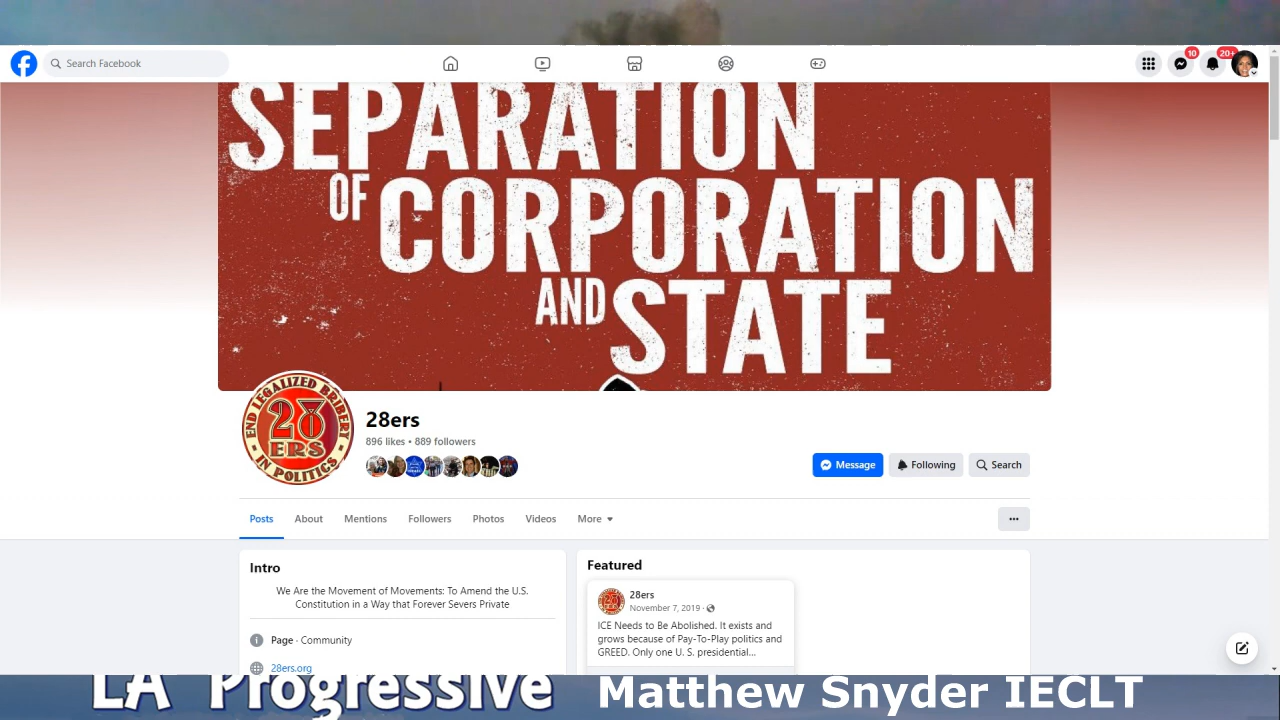 Search Facebook
10
20+
SEPARATION
OF CORPORATION
AND STATE
END LEGALIZED BRIBERY
28
ERS
IN POLITICS
28ers
896 likes • 889 followers
Message
Following
Search
Posts
About
Mentions
Followers
Photos
Videos
More
Intro
We Are the Movement of Movements: To Amend the U.S.
Constitution in a Way that Forever Severs Private
Page · Community
28ers.org
Featured
28ers
November 7, 2019 ·
ICE Needs to Be Abolished. It exists and
grows because of Pay-To-Play politics and
GREED. Only one U. S. presidential...
LA Progressive
Matthew Snyder IECLT